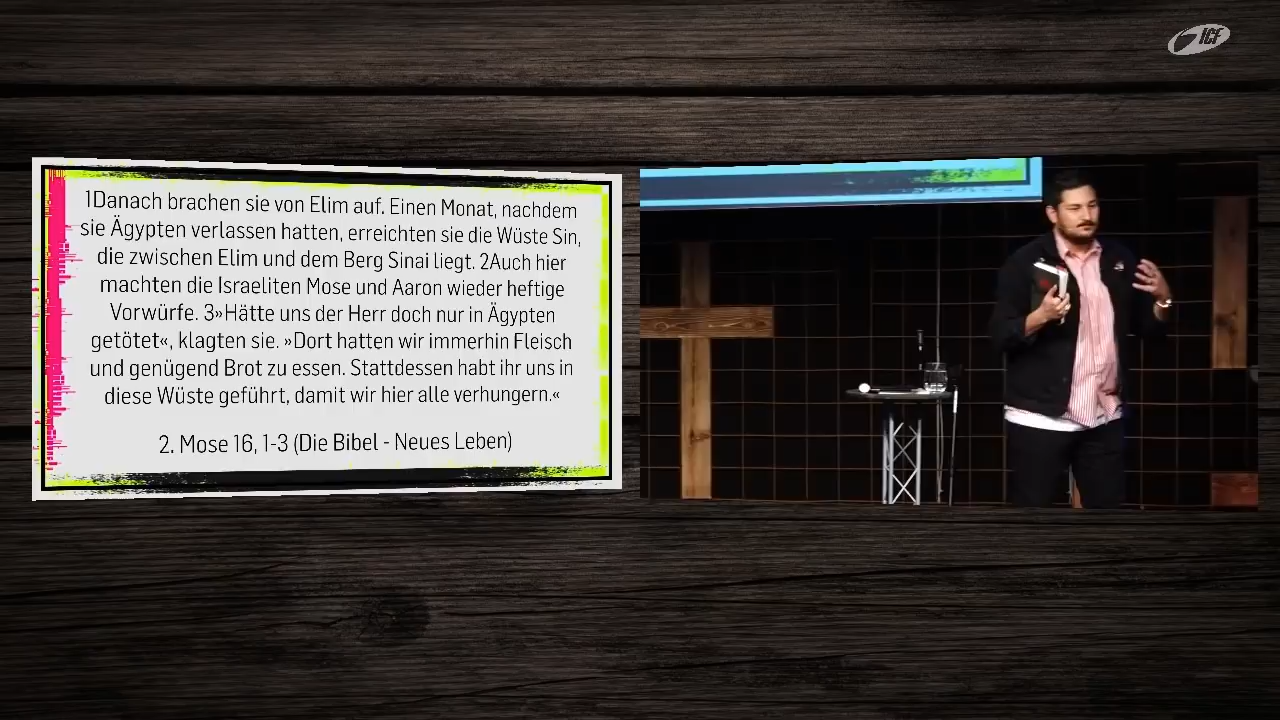 ICF
1Danach brachen sie von Elim auf. Einen Monat, nachdem
sie Ägypten verlassen hatten, erreichten sie die Wüste Sin,
die zwischen Elim und dem Berg Sinai liegt. 2Auch hier
machten die Israeliten Mose und Aaron wieder heftige
Vorwürfe. 3»Hätte uns der Herr doch nur in Ägypten
getötet«, klagten sie. »Dort hatten wir immerhin Fleisch
und genügend Brot zu essen. Stattdessen habt ihr uns in
diese Wüste geführt, damit wir hier alle verhungern.«
2. Mose 16, 1-3 (Die Bibel - Neues Leben)